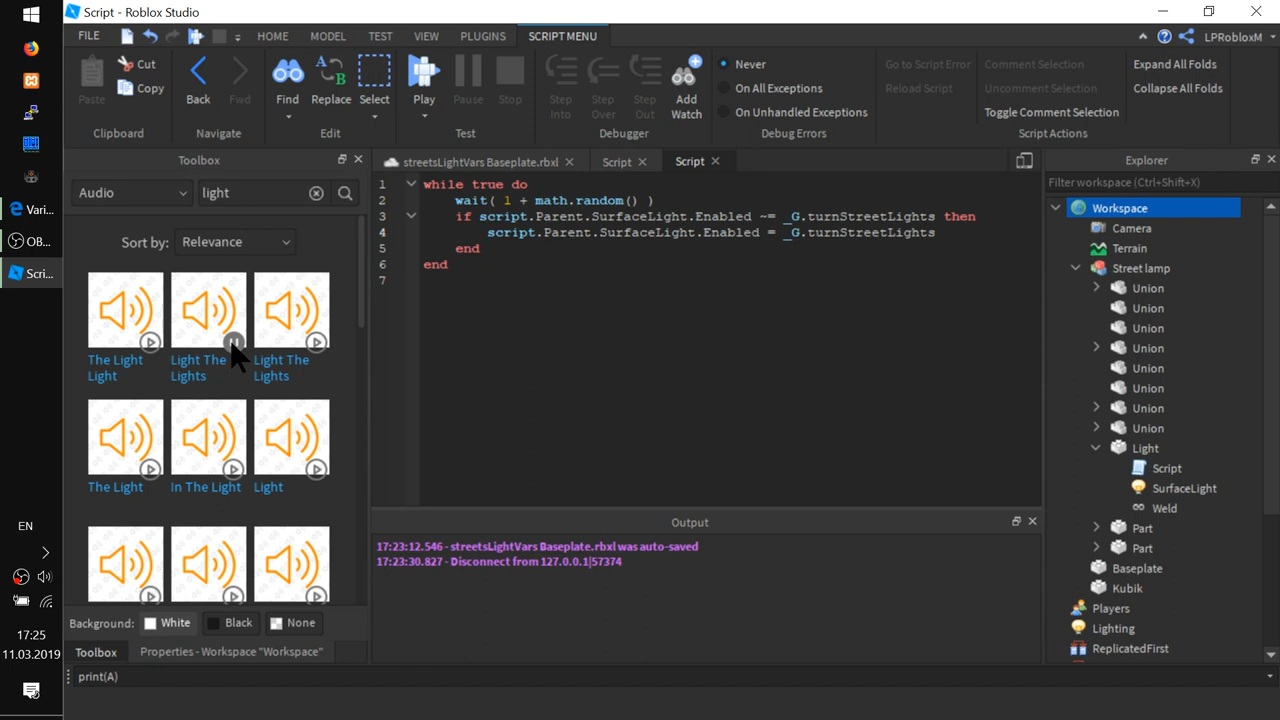 Script - Roblox Studio
FILE
HOME
MODEL
TEST
VIEW
PLUGINS
SCRIPT MENU
LPRobloxM
Paste
Cut
Copy
Clipboard
Back
Fwd
Navigate
Find
Replace
Select
Edit
Play
Pause
Stop
Test
Step Into
Step Over
Step Out
Add Watch
Debugger
Never
On All Exceptions
On Unhandled Exceptions
Debug Errors
Go to Script Error
Reload Script
Comment Selection
Uncomment Selection
Toggle Comment Selection
Expand All Folds
Collapse All Folds
Script Actions
Toolbox
Audio
light
Sort by: Relevance
The Light Light
Light The Lights
Light The Lights
The Light
In The Light
Light
Background: White Black None
Toolbox
Properties - Workspace "Workspace"
print(A)
streetsLightVars Baseplate.rbxl
Script
Script
1 while true do
2 wait( 1 + math.random() )
3 if script.Parent.SurfaceLight.Enabled ~= _G.turnStreetLights then
4 script.Parent.SurfaceLight.Enabled = _G.turnStreetLights
5 end
6 end
7
Output
17:23:12.546 - streetsLightVars Baseplate.rbxl was auto-saved
17:23:30.827 - Disconnect from 127.0.0.1|57374
Explorer
Filter workspace (Ctrl+Shift+X)
Workspace
Camera
Terrain
Street lamp
Union
Union
Union
Union
Union
Union
Union
Union
Light
Script
SurfaceLight
Weld
Part
Part
Baseplate
Kubik
Players
Lighting
ReplicatedFirst
Vari...
OB...
Scri...
EN
17:25
11.03.2019